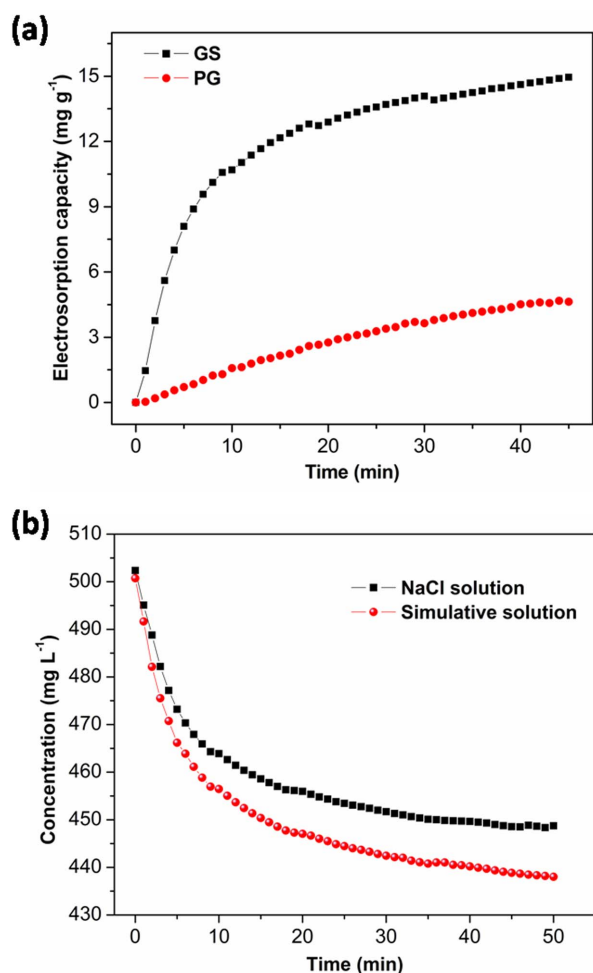 (a)
GS
PG
Electrosorption capacity (mg g⁻¹)
15
12
9
6
3
0
0 10 20 30 40
Time (min)
(b)
NaCl solution
Simulative solution
Concentration (mg L⁻¹)
510
500
490
480
470
460
450
440
430
0 10 20 30 40 50
Time (min)